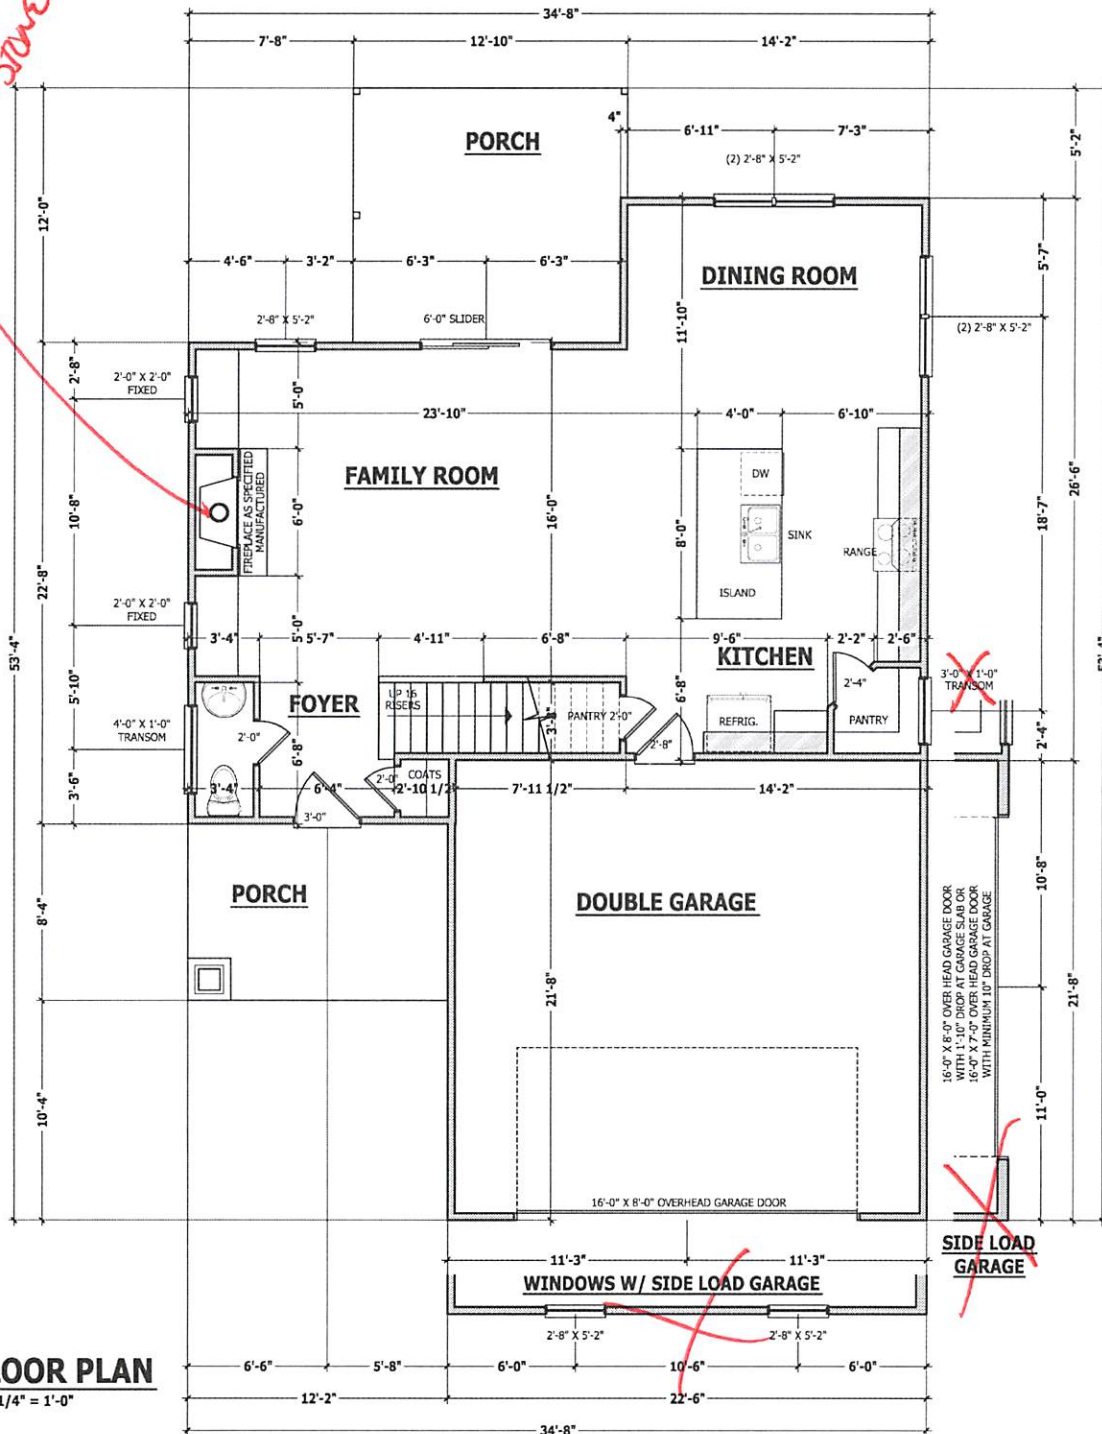 34'-8"
7'-8" 12'-10" 14'-2"
STONE
PORCH
4" 6'-11" 7'-3"
(2) 2'-8" X 5'-2"
5'-2"
12'-0"
4'-6" 3'-2" 6'-3" 6'-3"
DINING ROOM
5'-7"
11'-10"
2'-8" X 5'-2"
6'-0" SLIDER
(2) 2'-8" X 5'-2"
2'-8"
2'-0" X 2'-0"
FIXED
5'-0"
23'-10" 4'-0" 6'-10"
FAMILY ROOM
DW
26'-6"
10'-8"
FIREPLACE AS SPECIFIED
MANUFACTURED
6'-0"
16'-0"
8'-0"
SINK
18'-7"
RANGE
22'-8"
ISLAND
2'-0" X 2'-0"
FIXED
53'-4"
5'-0"
3'-4" 5'-7" 4'-11" 6'-8" 9'-6" 2'-2" 2'-6"
KITCHEN
5'-10"
3'-0" X 1'-0"
TRANSOM
2'-4"
6'-8"
UP 16
RISERS
FOYER
PANTRY 2'-0"
REFRIG.
PANTRY
4'-0" X 1'-0"
TRANSOM
2'-0"
6'-8"
2'-8"
2'-4"
3'-6"
COATS
2'-0"
3'-4" 6'-4" 2'-10 1/2" 7'-11 1/2" 14'-2"
3'-0"
PORCH
DOUBLE GARAGE
8'-4"
10'-8"
16'-0" X 8'-0" OVER HEAD GARAGE DOOR
WITH 1'-10" DROP AT GARAGE SLAB OR
16'-0" X 7'-0" OVER HEAD GARAGE DOOR
WITH MINIMUM 10" DROP AT GARAGE
21'-8"
21'-8"
10'-4"
11'-0"
16'-0" X 8'-0" OVERHEAD GARAGE DOOR
SIDE LOAD
GARAGE
11'-3" 11'-3"
WINDOWS W/ SIDE LOAD GARAGE
2'-8" X 5'-2" 2'-8" X 5'-2"
OOR PLAN
1/4" = 1'-0"
6'-6" 5'-8" 6'-0" 10'-6" 6'-0"
12'-2" 22'-6"
34'-8"